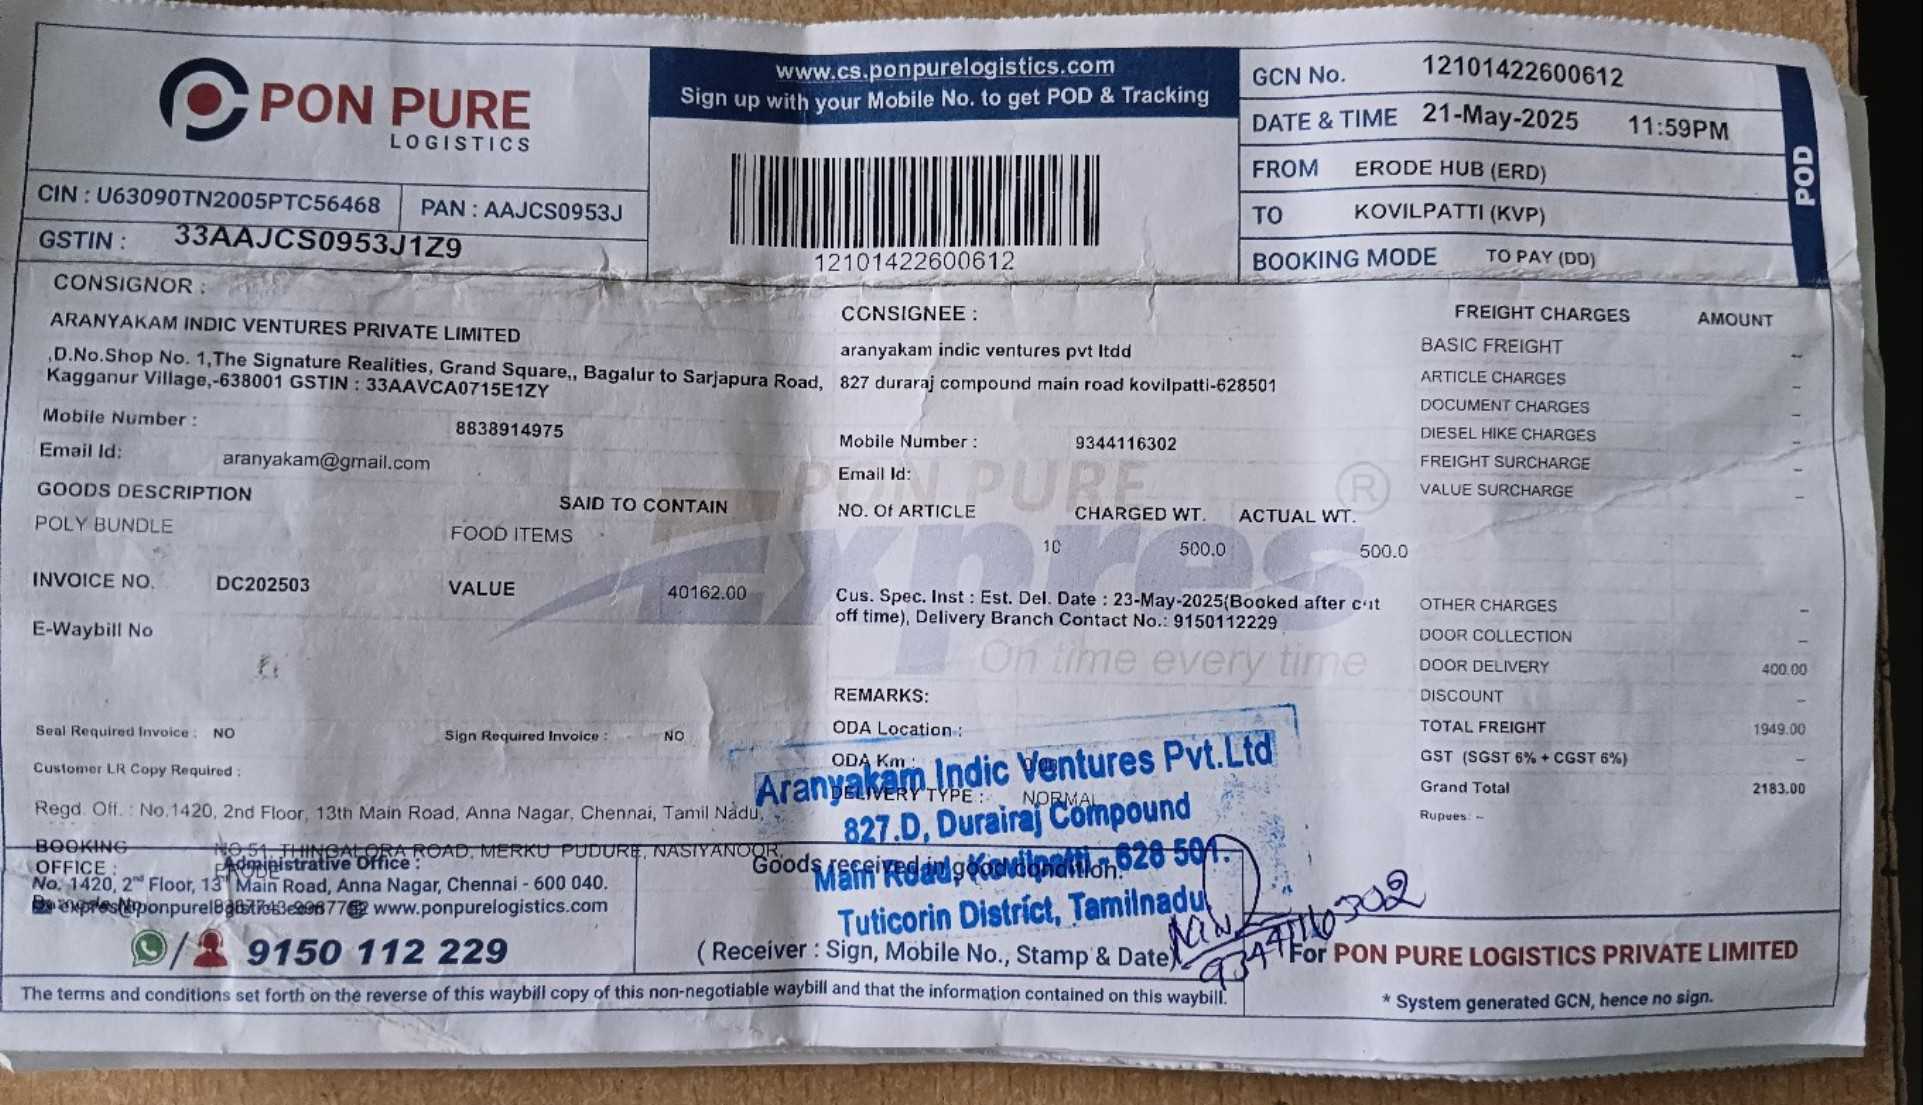 PON PURE
LOGISTICS
CIN : U63090TN2005PTC56468
PAN : AAJCS0953J
GSTIN : 33AAJCS0953J1Z9
www.cs.ponpurelogistics.com
Sign up with your Mobile No. to get POD & Tracking
12101422600612
GCN No. 12101422600612
DATE & TIME 21-May-2025 11:59PM
FROM ERODE HUB (ERD)
TO KOVILPATTI (KVP)
BOOKING MODE TO PAY (DD)
POD
CONSIGNOR :
ARANYAKAM INDIC VENTURES PRIVATE LIMITED
,D.No.Shop No. 1,The Signature Realities, Grand Square,, Bagalur to Sarjapura Road,
Kagganur Village,-638001 GSTIN : 33AAVCA0715E1ZY
Mobile Number : 8838914975
Email Id: aranyakam@gmail.com
GOODS DESCRIPTION SAID TO CONTAIN
POLY BUNDLE FOOD ITEMS
INVOICE NO. DC202503 VALUE 40162.00
E-Waybill No
Seal Required Invoice : NO Sign Required Invoice : NO
Customer LR Copy Required :
Regd. Off. : No.1420, 2nd Floor, 13th Main Road, Anna Nagar, Chennai, Tamil Nadu,
BOOKING OFFICE : NO.51, THINGALORA ROAD, MERKU PUDURE, NASIYANOOR,
Administrative Office :
No. 1420, 2nd Floor, 13th Main Road, Anna Nagar, Chennai - 600 040.
www.ponpurelogistics.com
9150 112 229
CONSIGNEE :
aranyakam indic ventures pvt ltdd
827 duraraj compound main road kovilpatti-628501
Mobile Number : 9344116302
Email Id:
NO. Of ARTICLE CHARGED WT. ACTUAL WT.
10 500.0 500.0
Cus. Spec. Inst : Est. Del. Date : 23-May-2025(Booked after cut
off time), Delivery Branch Contact No.: 9150112229
PON PURE
Expres ®
On time every time
REMARKS:
ODA Location :
ODA Km :
DELIVERY TYPE : NORMAL
Goods received in good condition.
Aranyakam Indic Ventures Pvt.Ltd
827.D, Durairaj Compound
Main Road, Kovilpatti - 628 501.
Tuticorin District, Tamilnadu
9344116302
( Receiver : Sign, Mobile No., Stamp & Date)
FREIGHT CHARGES AMOUNT
BASIC FREIGHT --
ARTICLE CHARGES --
DOCUMENT CHARGES --
DIESEL HIKE CHARGES --
FREIGHT SURCHARGE --
VALUE SURCHARGE --
OTHER CHARGES --
DOOR COLLECTION --
DOOR DELIVERY 400.00
DISCOUNT --
TOTAL FREIGHT 1949.00
GST (SGST 6% + CGST 6%) --
Grand Total 2183.00
Rupees: --
For PON PURE LOGISTICS PRIVATE LIMITED
* System generated GCN, hence no sign.
The terms and conditions set forth on the reverse of this waybill copy of this non-negotiable waybill and that the information contained on this waybill.